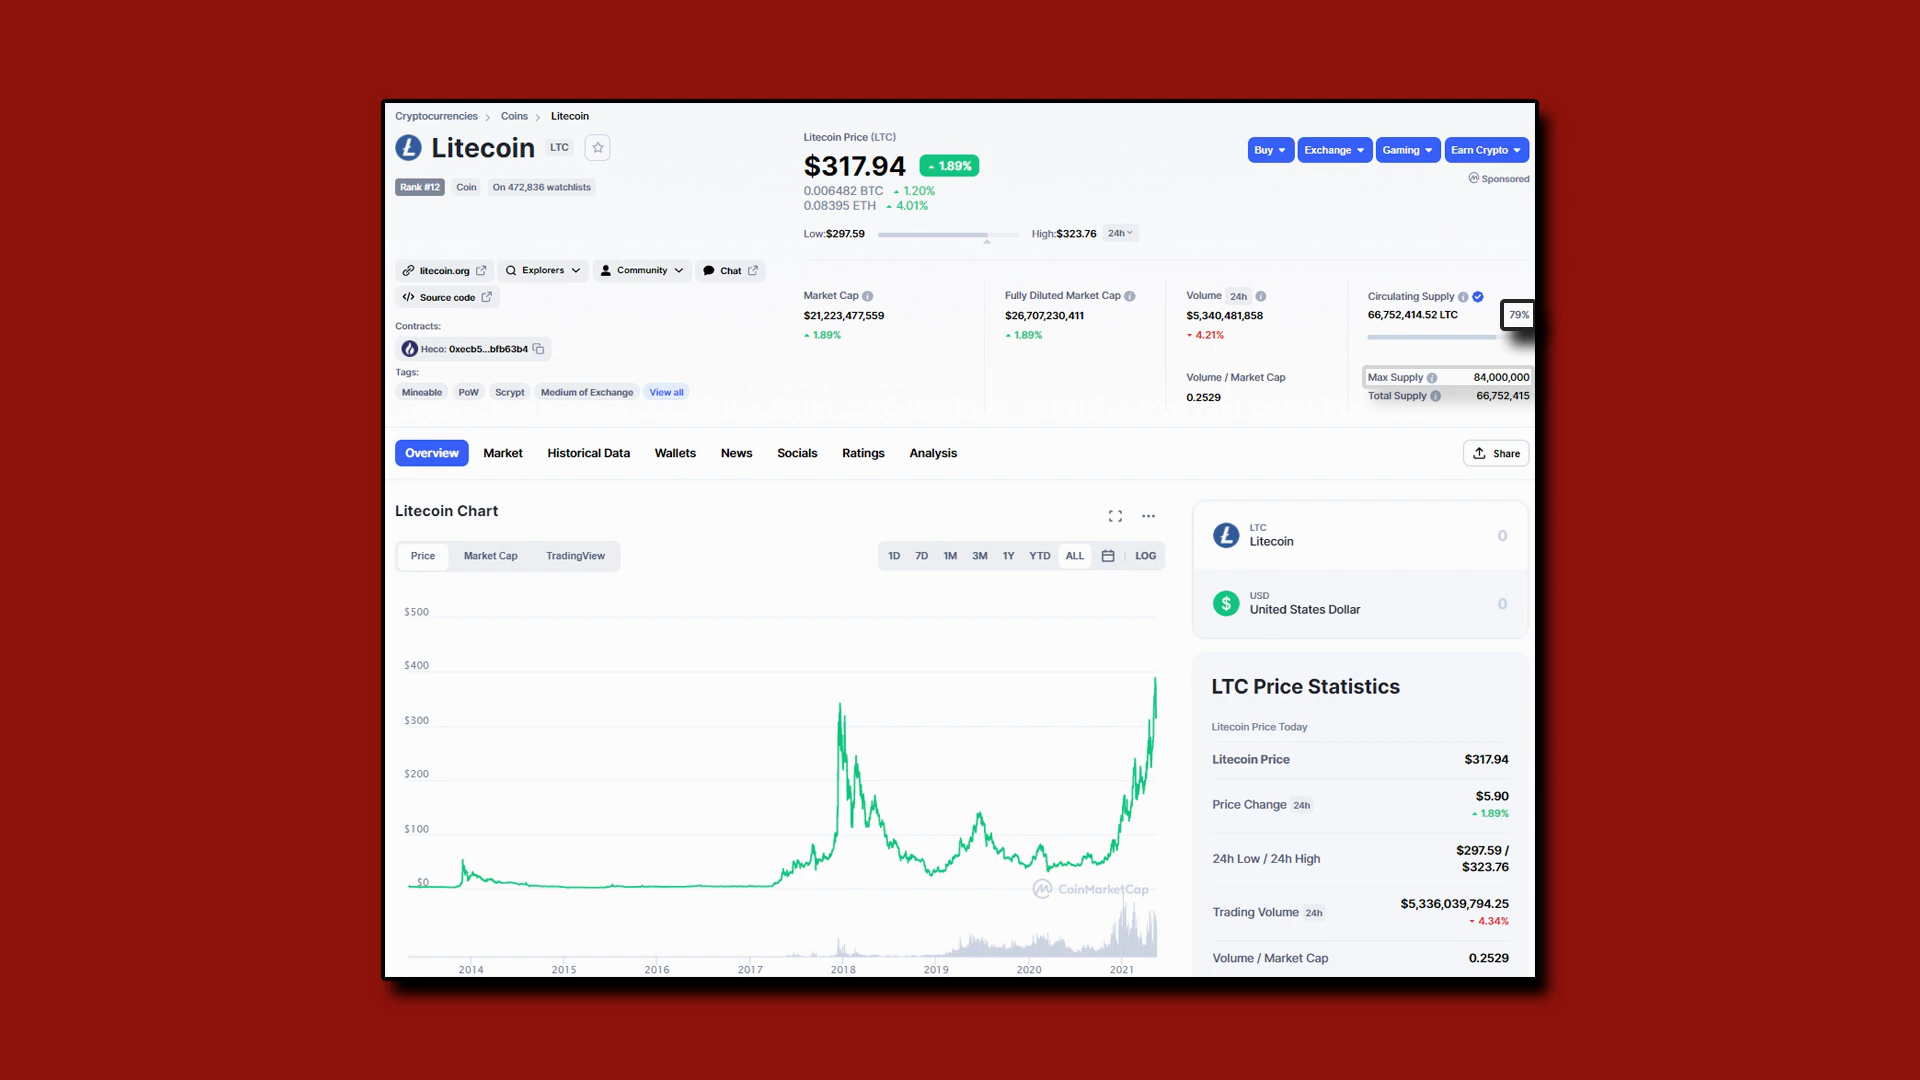 Cryptocurrencies > Coins > Litecoin
Litecoin LTC
Rank #12 Coin On 472,836 watchlists
litecoin.org Explorers Community Chat
Source code
Contracts:
Heco: 0xecb5...bfb63b4
Tags:
Mineable PoW Scrypt Medium of Exchange View all
Litecoin Price (LTC)
$317.94 1.89%
0.006482 BTC 1.20%
0.08395 ETH 4.01%
Low:$297.59 High:$323.76 24h
Buy Exchange Gaming Earn Crypto
Sponsored
Market Cap
$21,223,477,559
1.89%
Fully Diluted Market Cap
$26,707,230,411
1.89%
Volume 24h
$5,340,481,858
4.21%
Volume / Market Cap
0.2529
Circulating Supply
66,752,414.52 LTC 79%
Max Supply 84,000,000
Total Supply 66,752,415
Overview Market Historical Data Wallets News Socials Ratings Analysis Share
Litecoin Chart
Price Market Cap TradingView 1D 7D 1M 3M 1Y YTD ALL LOG
$500
$400
$300
$200
$100
$0
CoinMarketCap
2014 2015 2016 2017 2018 2019 2020 2021
LTC
Litecoin 0
USD
United States Dollar 0
LTC Price Statistics
Litecoin Price Today
Litecoin Price $317.94
Price Change 24h $5.90
1.89%
24h Low / 24h High $297.59 /
$323.76
Trading Volume 24h $5,336,039,794.25
4.34%
Volume / Market Cap 0.2529